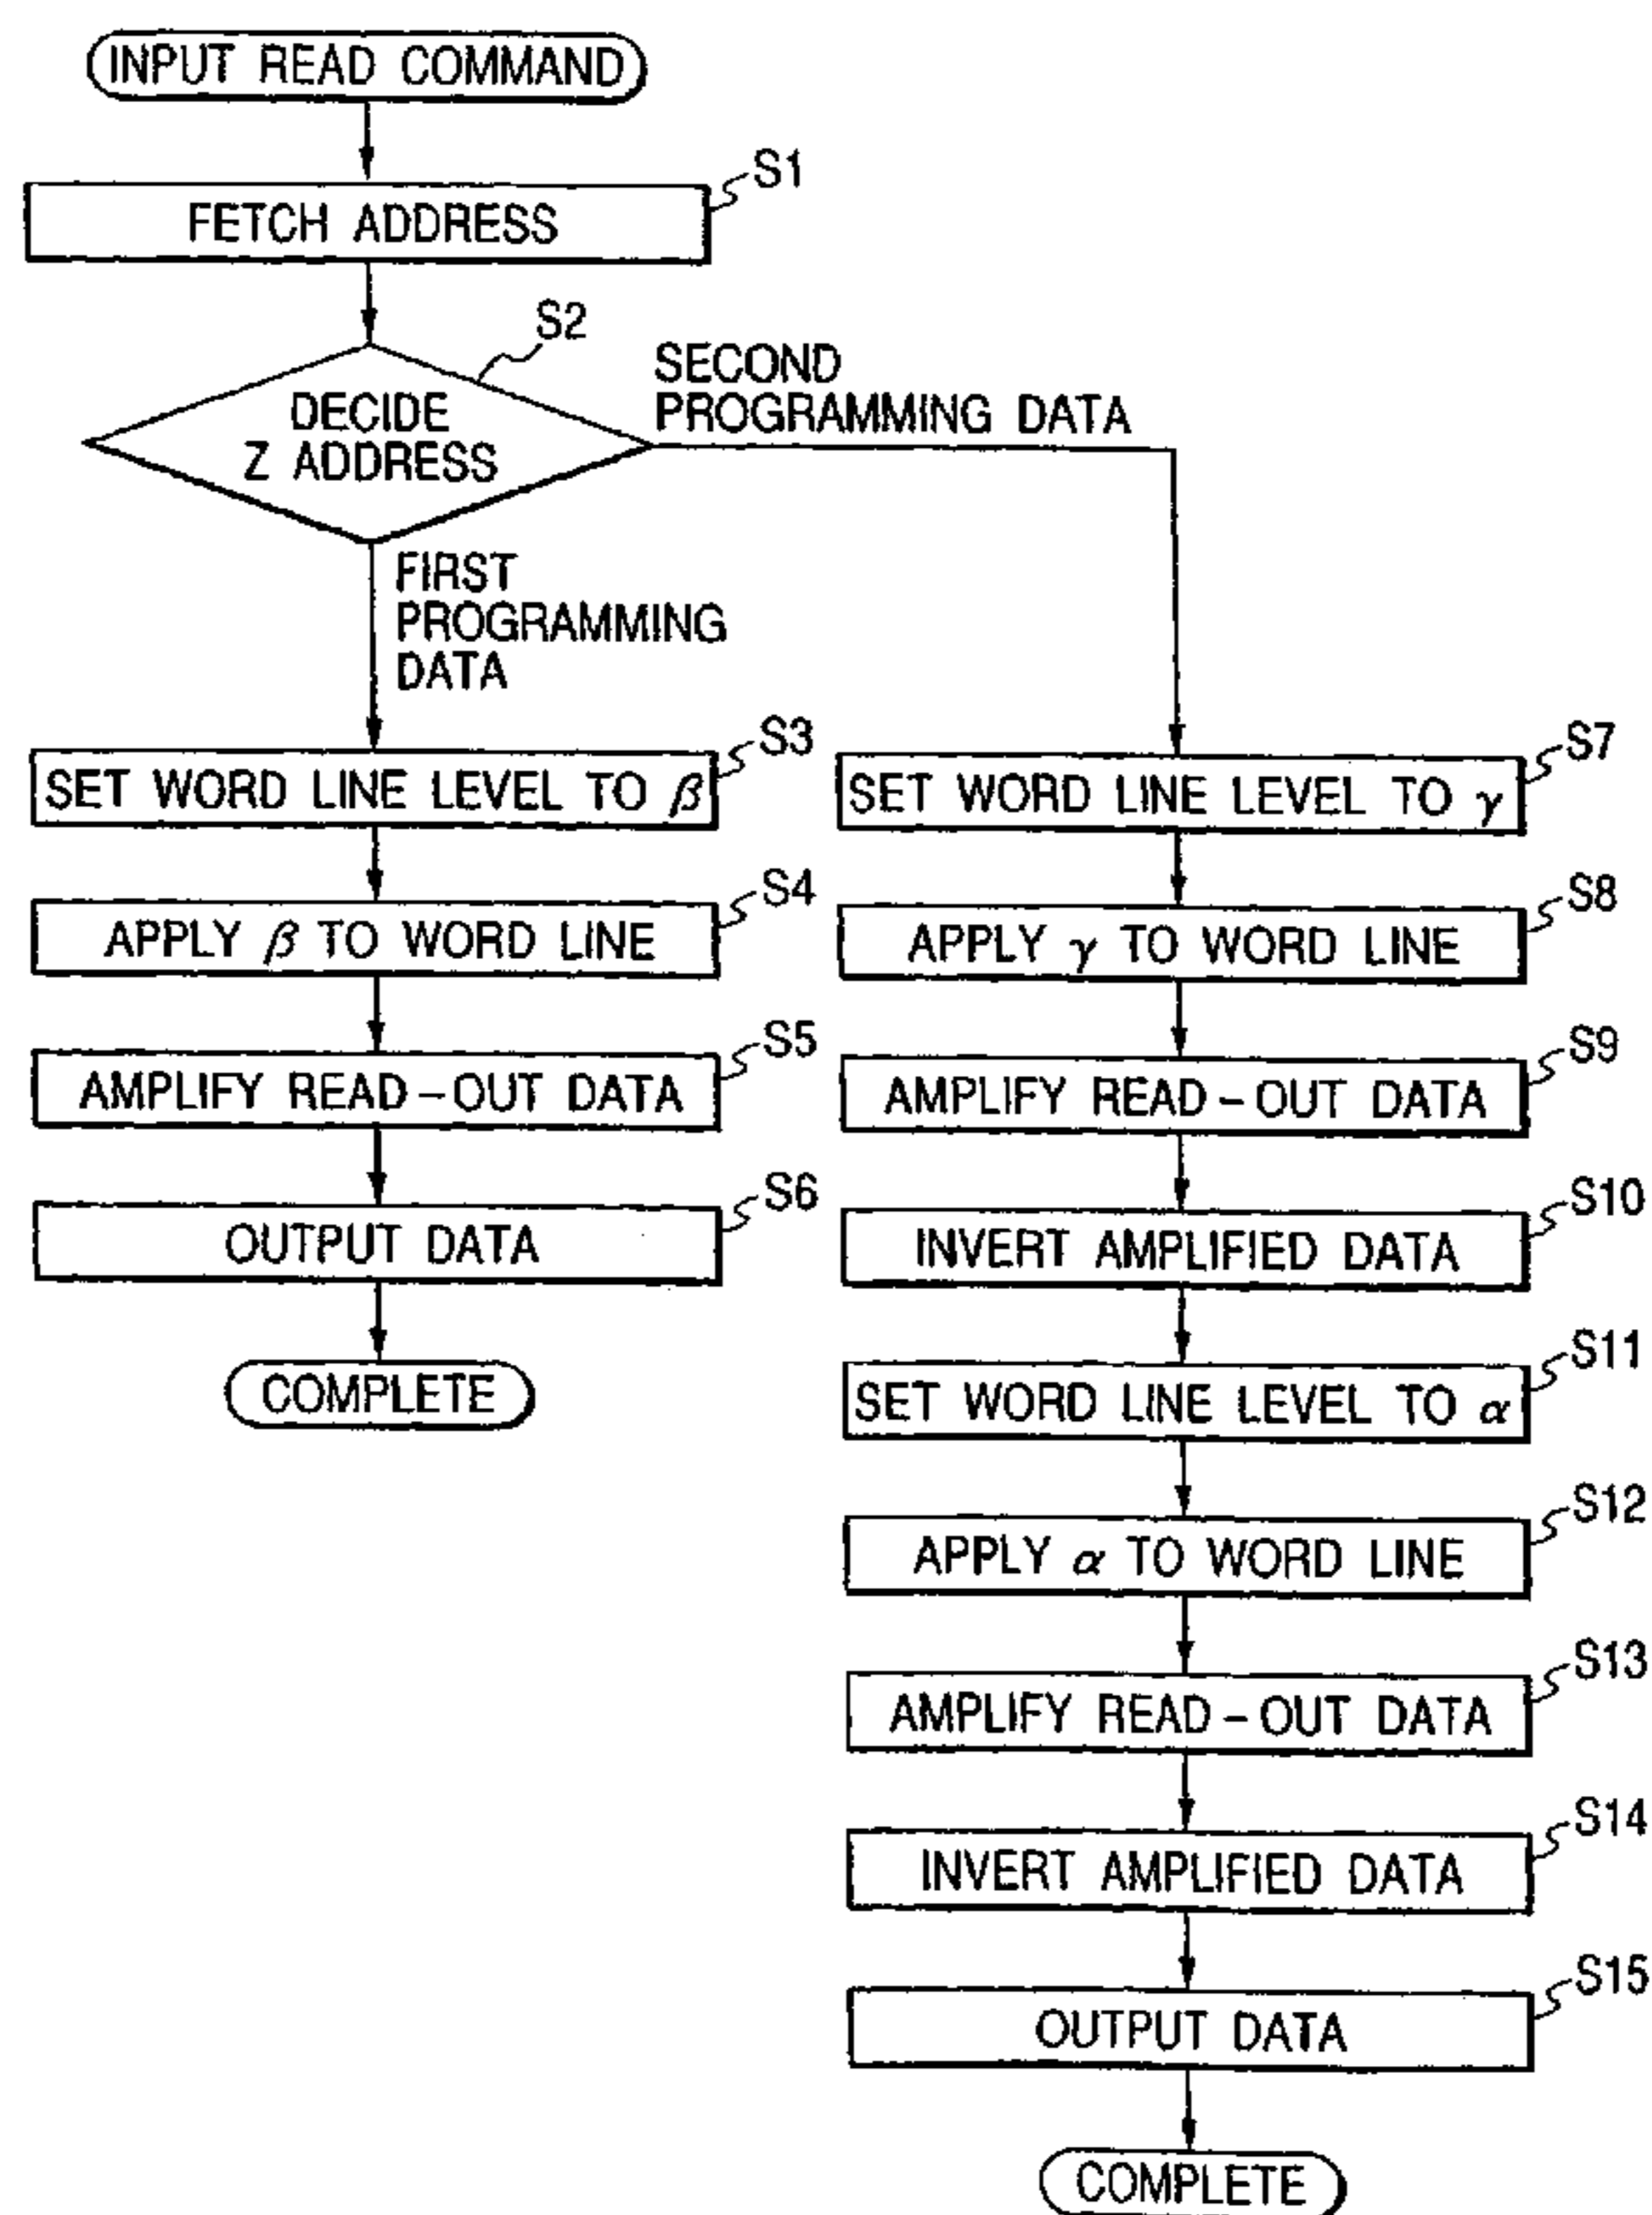 INPUT READ COMMAND
S1
FETCH ADDRESS
S2
DECIDE
Z ADDRESS
SECOND
PROGRAMMING DATA
FIRST
PROGRAMMING
DATA
S3
SET WORD LINE LEVEL TO β
S4
APPLY β TO WORD LINE
S5
AMPLIFY READ-OUT DATA
S6
OUTPUT DATA
COMPLETE
S7
SET WORD LINE LEVEL TO γ
S8
APPLY γ TO WORD LINE
S9
AMPLIFY READ-OUT DATA
S10
INVERT AMPLIFIED DATA
S11
SET WORD LINE LEVEL TO α
S12
APPLY α TO WORD LINE
S13
AMPLIFY READ-OUT DATA
S14
INVERT AMPLIFIED DATA
S15
OUTPUT DATA
COMPLETE